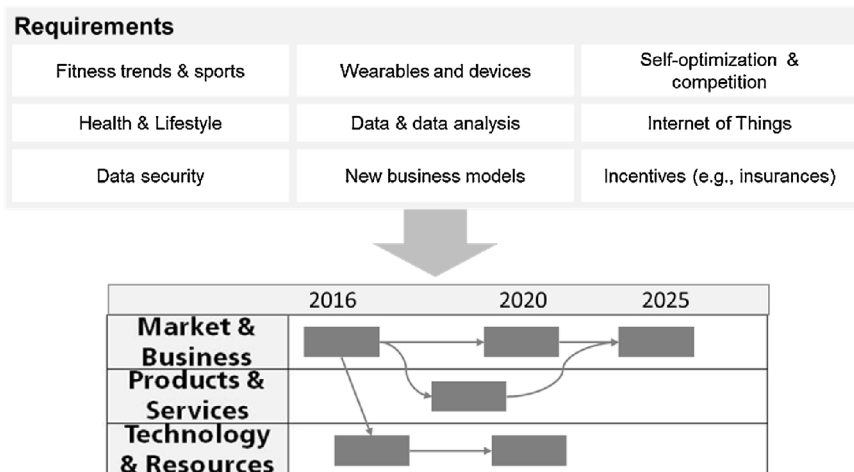 Requirements
Fitness trends & sports
Wearables and devices
Self-optimization &
competition
Health & Lifestyle
Data & data analysis
Internet of Things
Data security
New business models
Incentives (e.g., insurances)
2016
2020
2025
Market &
Business
Products &
Services
Technology
& Resources